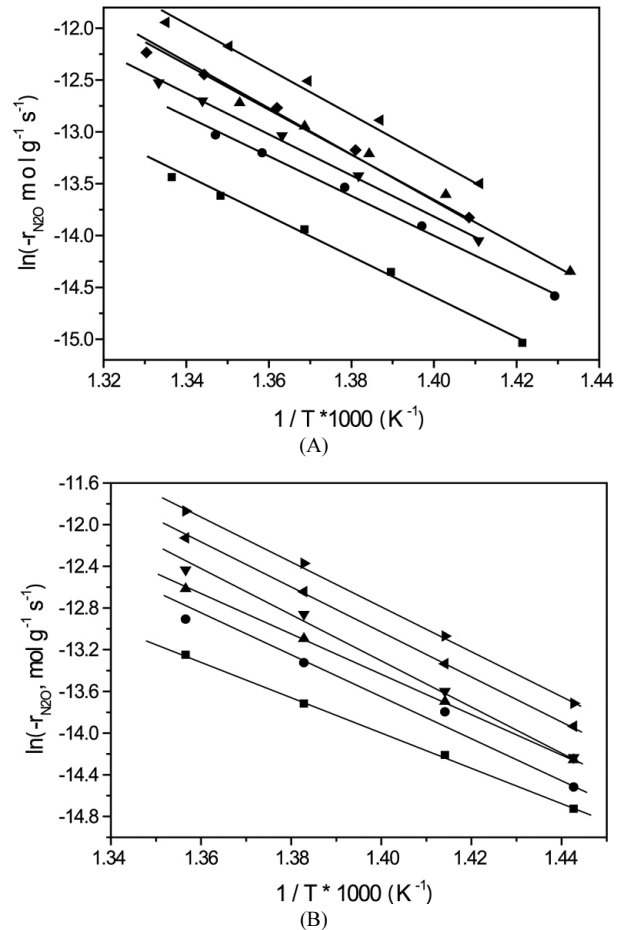 -12.0
-12.5
-13.0
-13.5
-14.0
-14.5
-15.0
ln(-r_N2O m o l g⁻¹ s⁻¹)
1.32 1.34 1.36 1.38 1.40 1.42 1.44
1 / T *1000 (K⁻¹)
(A)
-11.6
-12.0
-12.4
-12.8
-13.2
-13.6
-14.0
-14.4
-14.8
ln(-r_N2O, mol g⁻¹ s⁻¹)
1.34 1.36 1.38 1.40 1.42 1.44
1 / T * 1000 (K⁻¹)
(B)